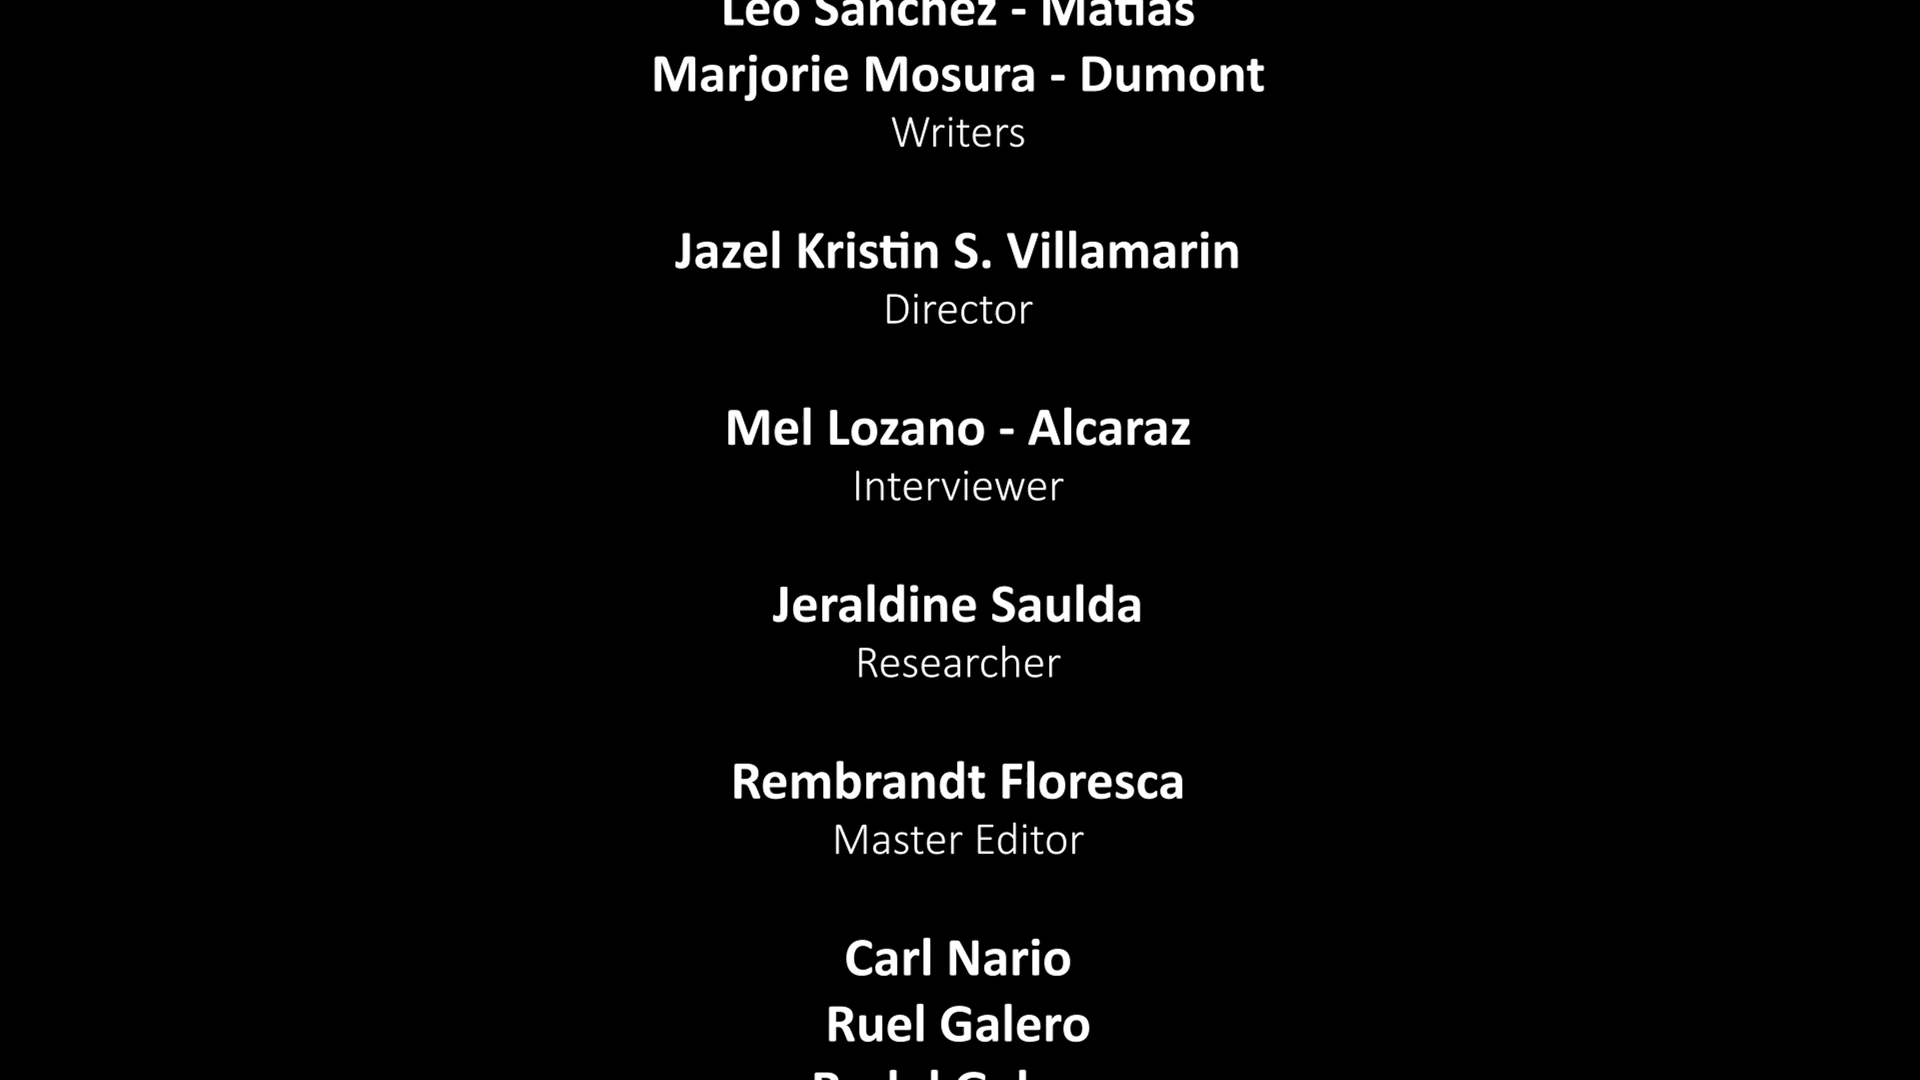 Leo Sanchez - Matias
Marjorie Mosura - Dumont
Writers
Jazel Kristin S. Villamarin
Director
Mel Lozano - Alcaraz
Interviewer
Jeraldine Saulda
Researcher
Rembrandt Floresca
Master Editor
Carl Nario
Ruel Galero